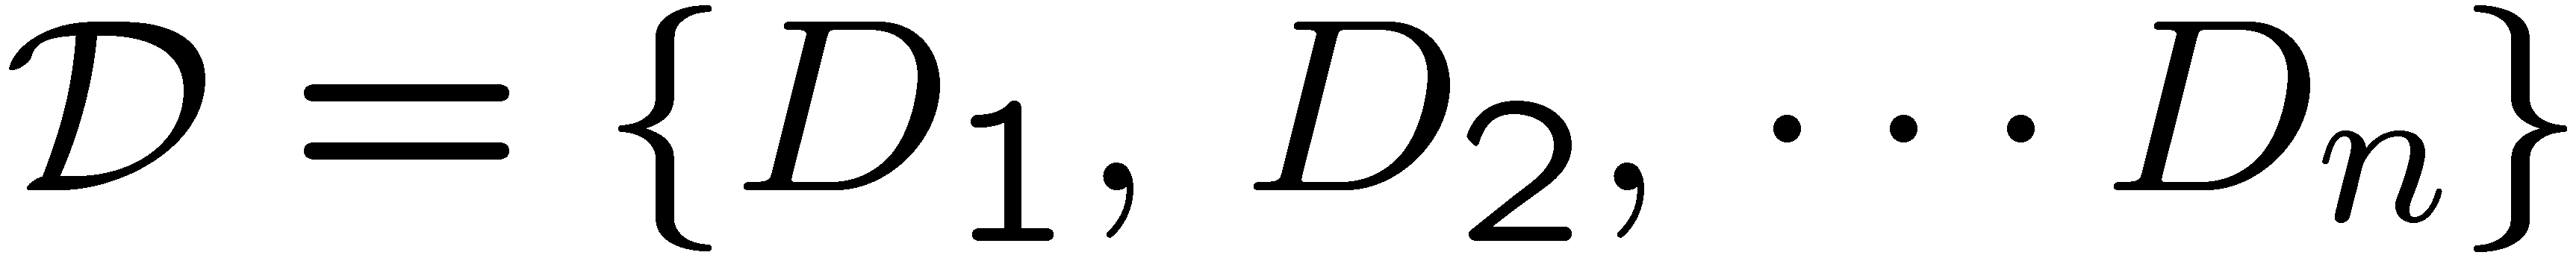 𝒟 = {D₁, D₂, ⋯ Dₙ}